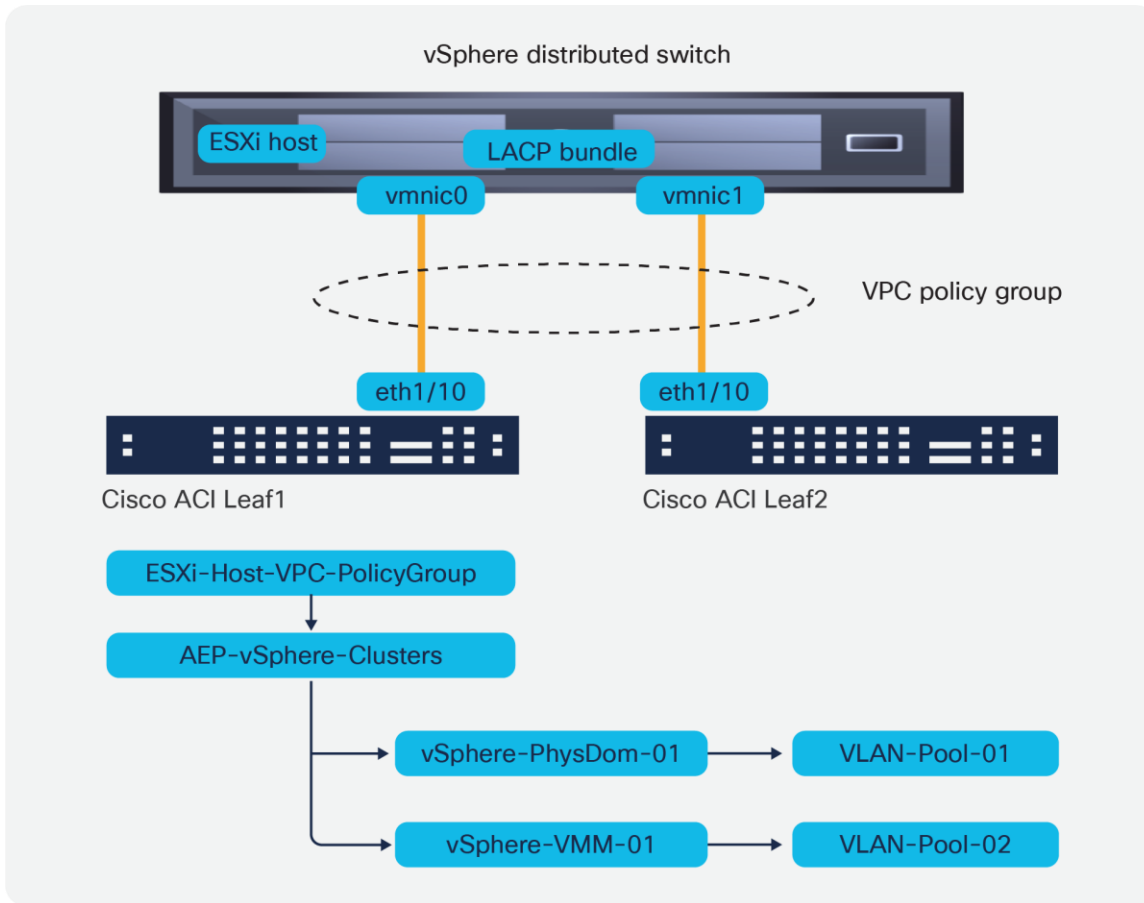 vSphere distributed switch
ESXi host
LACP bundle
vmnic0
vmnic1
VPC policy group
eth1/10
eth1/10
Cisco ACI Leaf1
Cisco ACI Leaf2
ESXi-Host-VPC-PolicyGroup
AEP-vSphere-Clusters
vSphere-PhysDom-01
VLAN-Pool-01
vSphere-VMM-01
VLAN-Pool-02